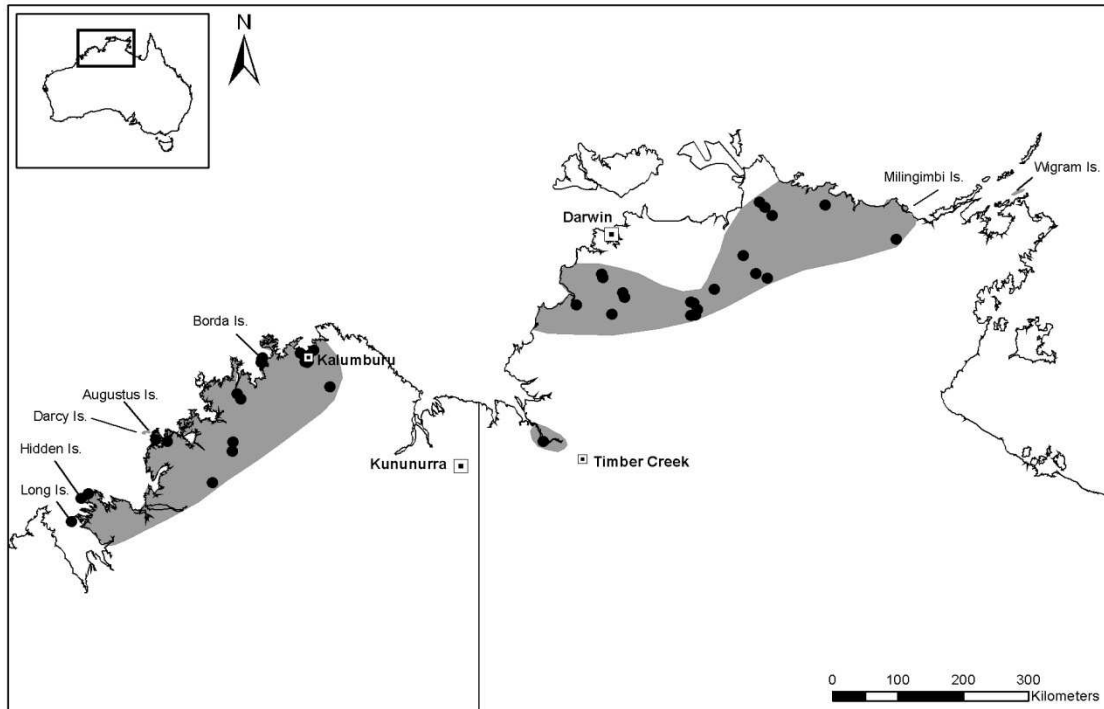 N
Milingimbi Is.
Wigram Is.
Darwin
Borda Is.
Kalumburu
Augustus Is.
Darcy Is.
Hidden Is.
Kununurra
Timber Creek
Long Is.
0 100 200 300
Kilometers